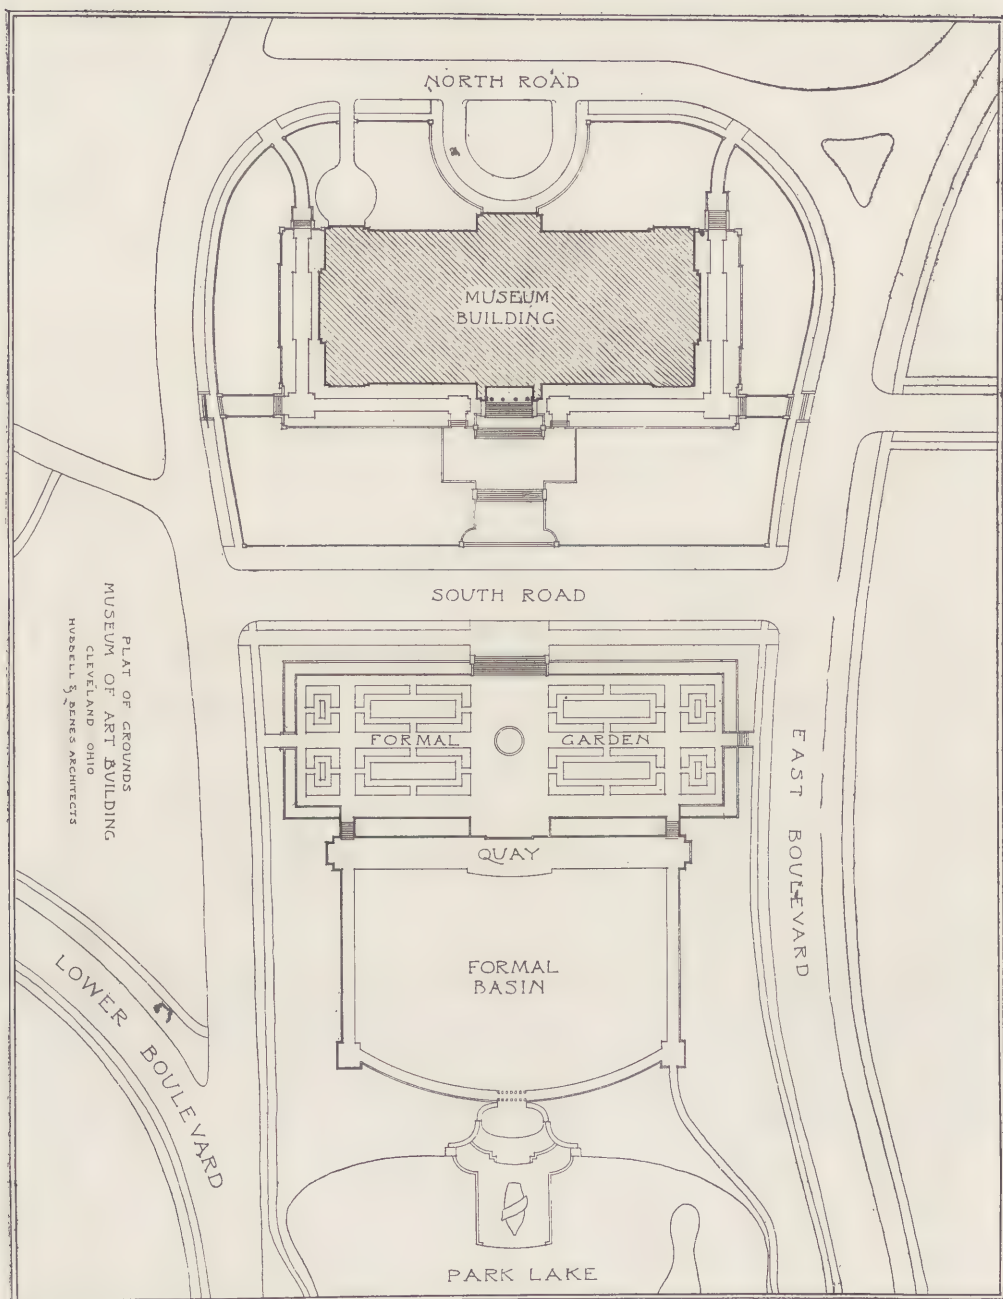 NORTH ROAD
MUSEUM
BUILDING
SOUTH ROAD
PLAT OF GROUNDS
MUSEUM OF ART BUILDING
CLEVELAND OHIO
HUBBELL & BENES ARCHITECTS
FORMAL GARDEN
EAST BOULEVARD
QUAY
FORMAL
BASIN
LOWER BOULEVARD
PARK LAKE